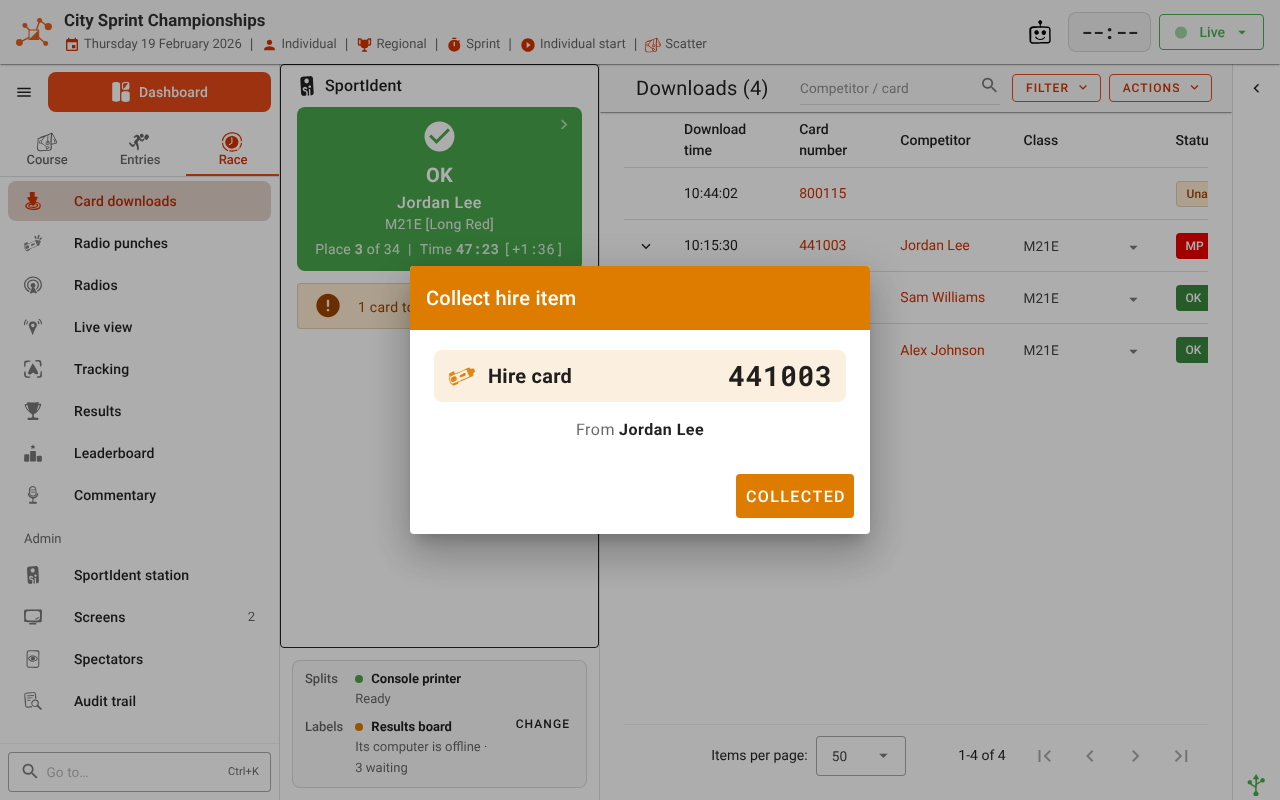 City Sprint Championships
Thursday 19 February 2026 | Individual | Regional | Sprint | Individual start | Scatter
--:--
Live
Dashboard
Course
Entries
Race
Card downloads
Radio punches
Radios
Live view
Tracking
Results
Leaderboard
Commentary
Admin
SportIdent station
Screens 2
Spectators
Audit trail
Go to... Ctrl+K
SportIdent
OK
Jordan Lee
M21E [Long Red]
Place 3 of 34 | Time 47:23 [+1:36]
1 card
Splits Console printer
Ready
Labels Results board CHANGE
Its computer is offline ·
3 waiting
Downloads (4)
Competitor / card
FILTER
ACTIONS
Download time Card number Competitor Class Statu
10:44:02 800115 Una
10:15:30 441003 Jordan Lee M21E MP
Sam Williams M21E OK
Alex Johnson M21E OK
Items per page: 50 1-4 of 4
Collect hire item
Hire card 441003
From Jordan Lee
COLLECTED